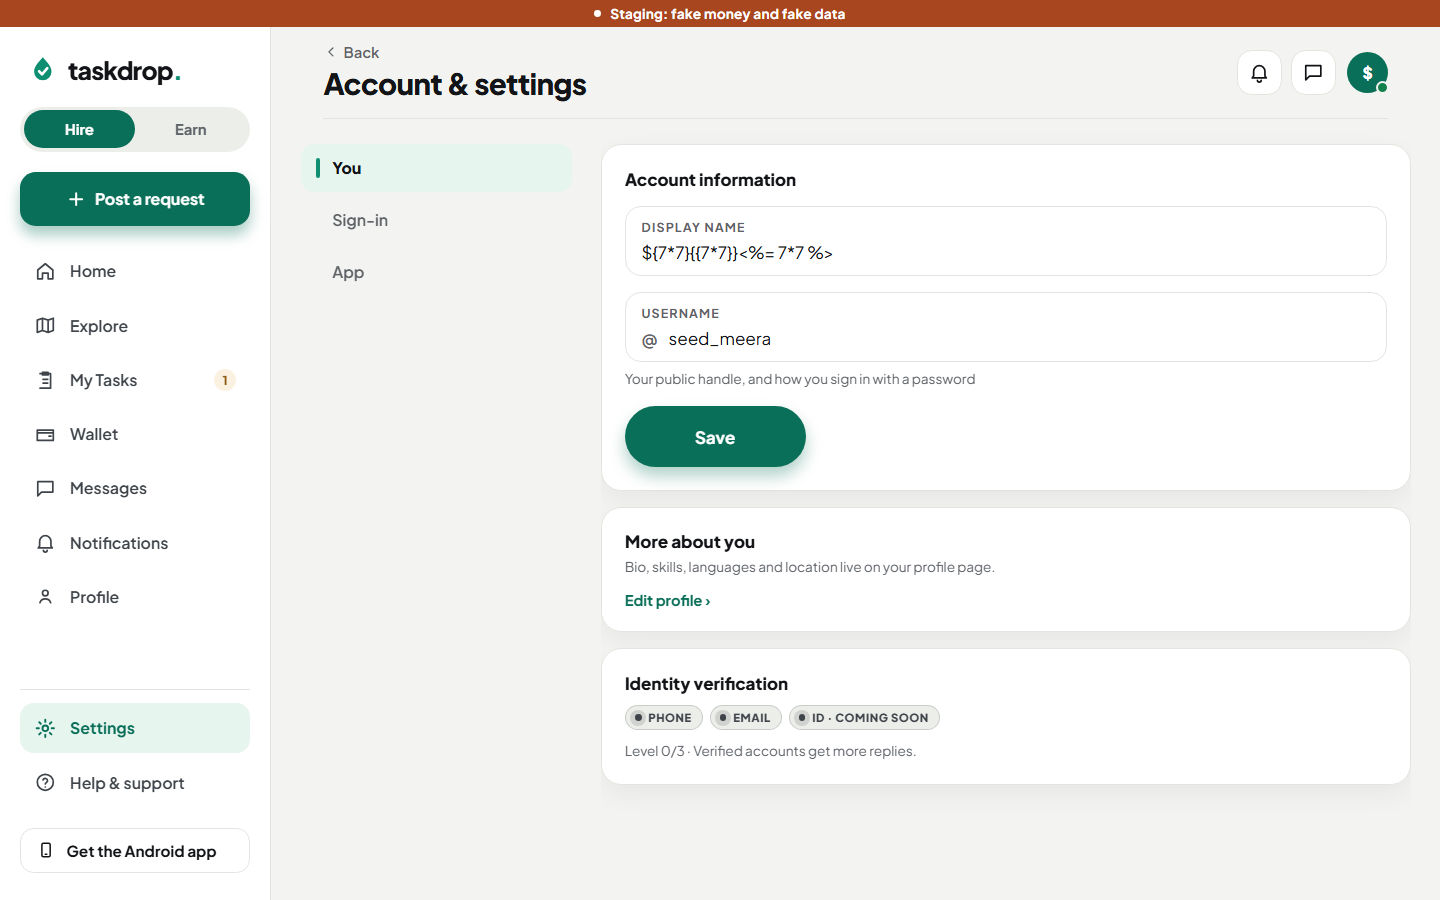 Staging: fake money and fake data
taskdrop.
Hire
Earn
Post a request
Home
Explore
My Tasks
1
Wallet
Messages
Notifications
Profile
Settings
Help & support
Get the Android app
Back
Account & settings
$
You
Sign-in
App
Account information
DISPLAY NAME
${7*7}{{7*7}}<%= 7*7 %>
USERNAME
@ seed_meera
Your public handle, and how you sign in with a password
Save
More about you
Bio, skills, languages and location live on your profile page.
Edit profile ›
Identity verification
PHONE
EMAIL
ID · COMING SOON
Level 0/3 · Verified accounts get more replies.